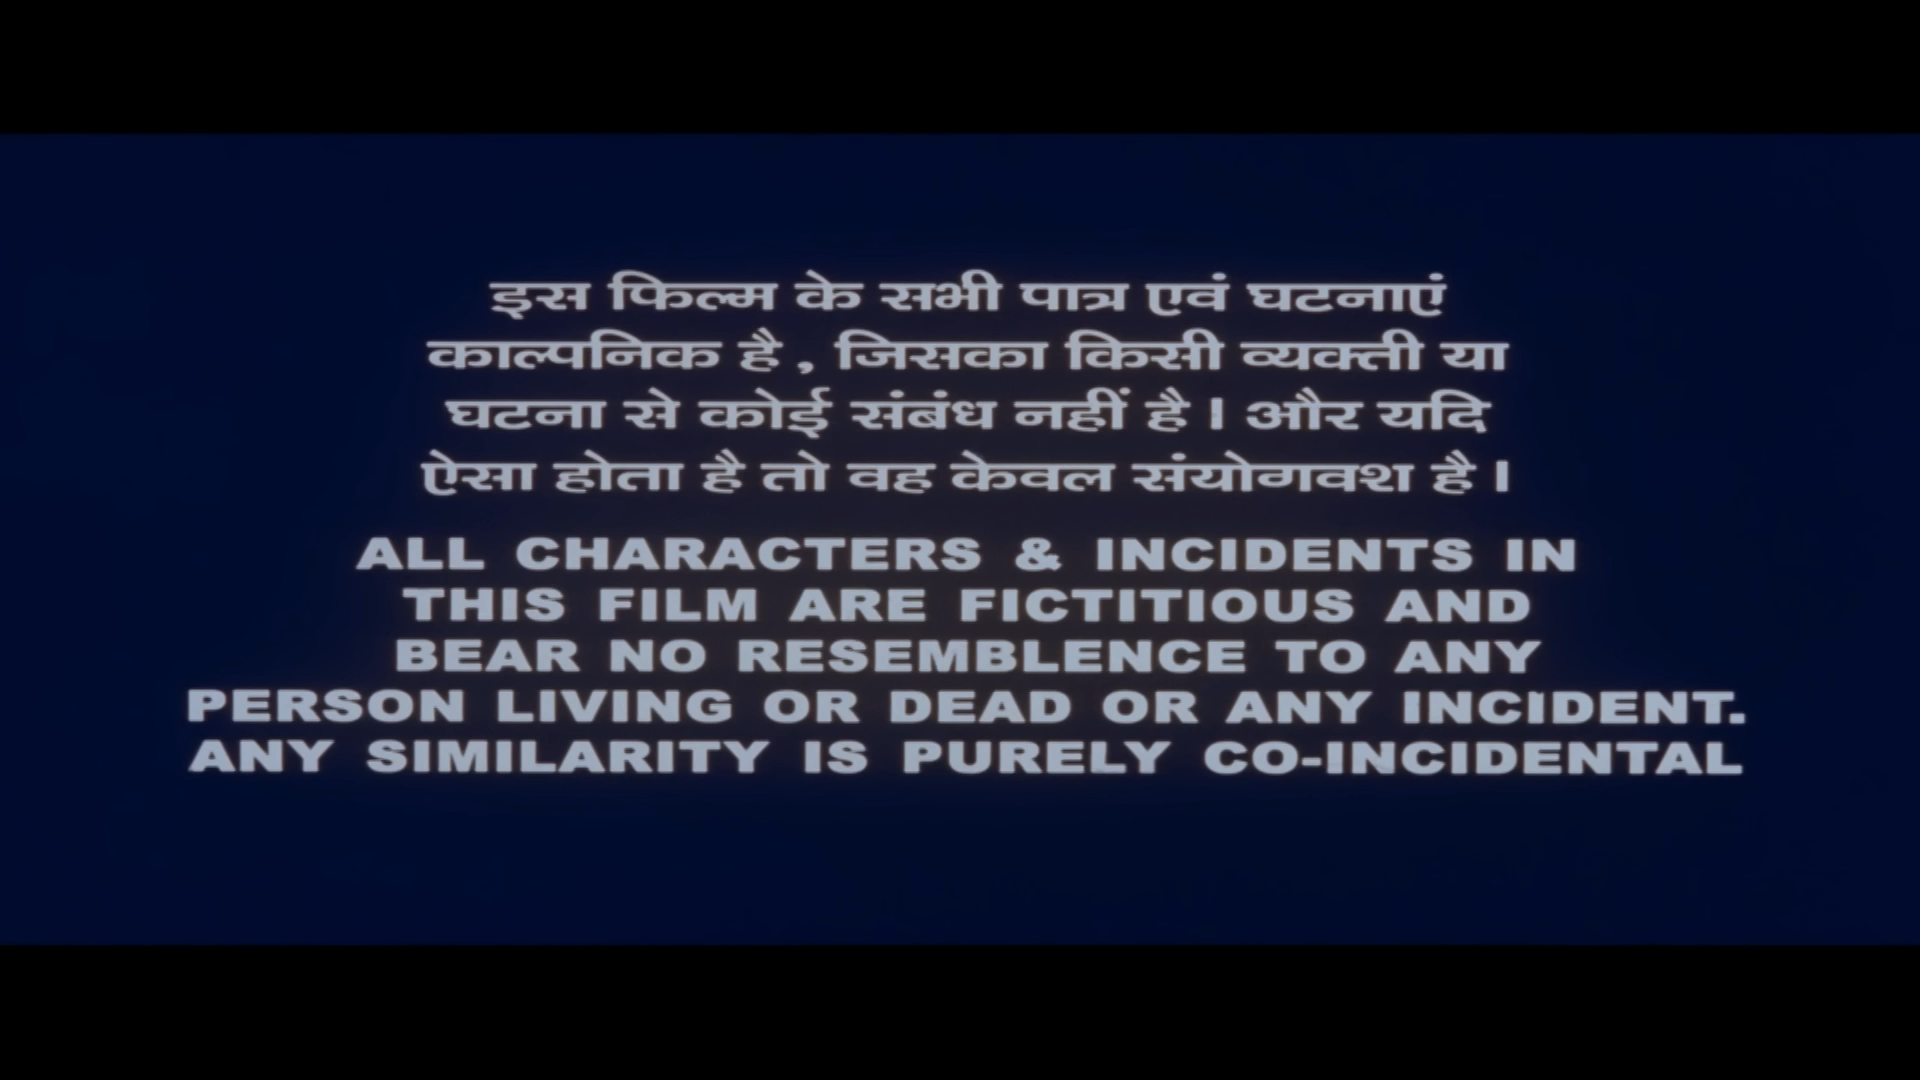 इस फिल्म के सभी पात्र एवं घटनाएं
काल्पनिक है , जिसका किसी व्यक्ती या
घटना से कोई संबंध नहीं है । और यदि
ऐसा होता है तो वह केवल संयोगवश है ।
ALL CHARACTERS & INCIDENTS IN
THIS FILM ARE FICTITIOUS AND
BEAR NO RESEMBLENCE TO ANY
PERSON LIVING OR DEAD OR ANY INCIDENT.
ANY SIMILARITY IS PURELY CO-INCIDENTAL